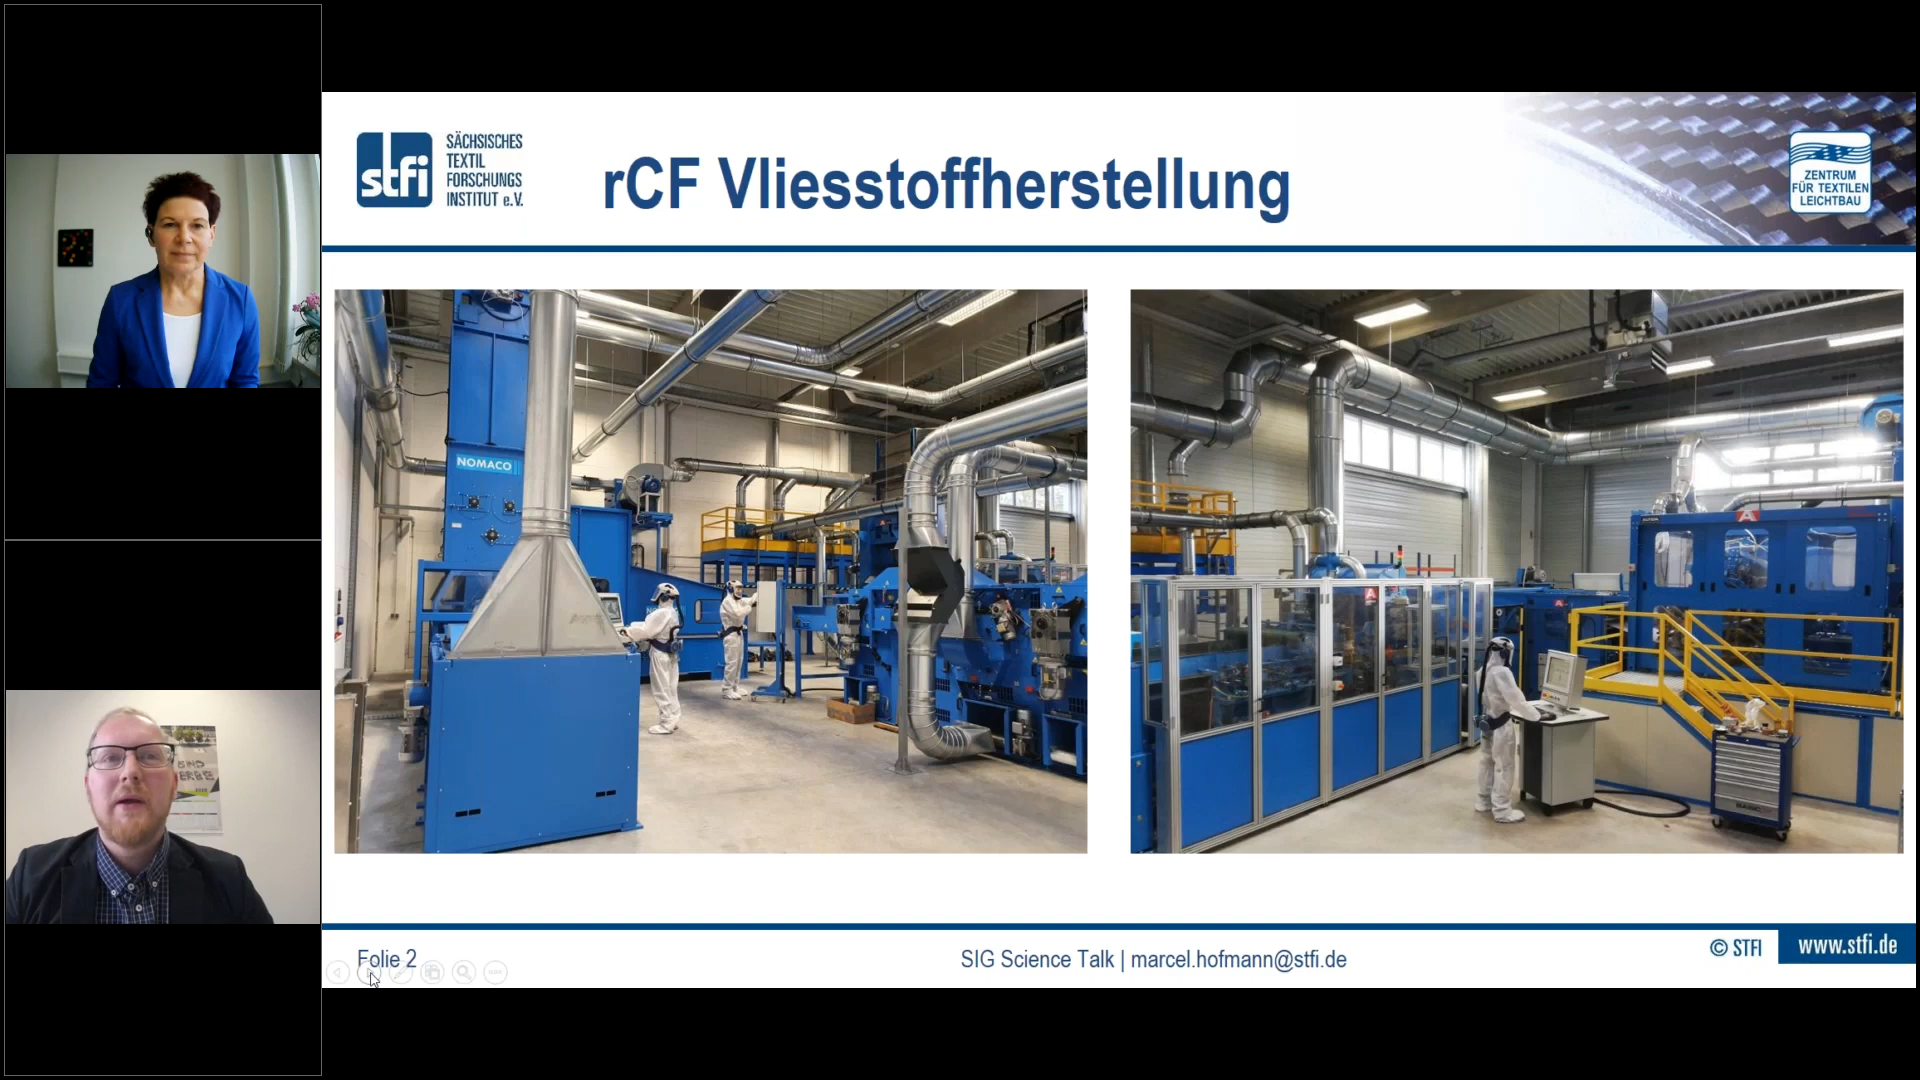 stfi
SÄCHSISCHES
TEXTIL
FORSCHUNGS
INSTITUT e.V.
rCF Vliesstoffherstellung
ZENTRUM
FÜR TEXTILEN
LEICHTBAU
NOMACO
Folie 2
SIG Science Talk | marcel.hofmann@stfi.de
© STFI
www.stfi.de